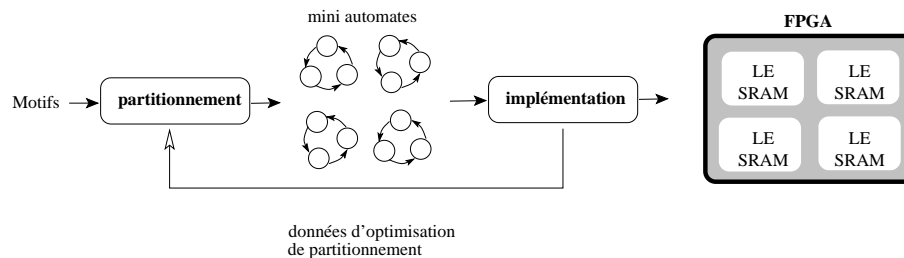 mini automates
FPGA
Motifs
partitionnement
implémentation
LE
SRAM
LE
SRAM
LE
SRAM
LE
SRAM
données d'optimisation
de partitionnement